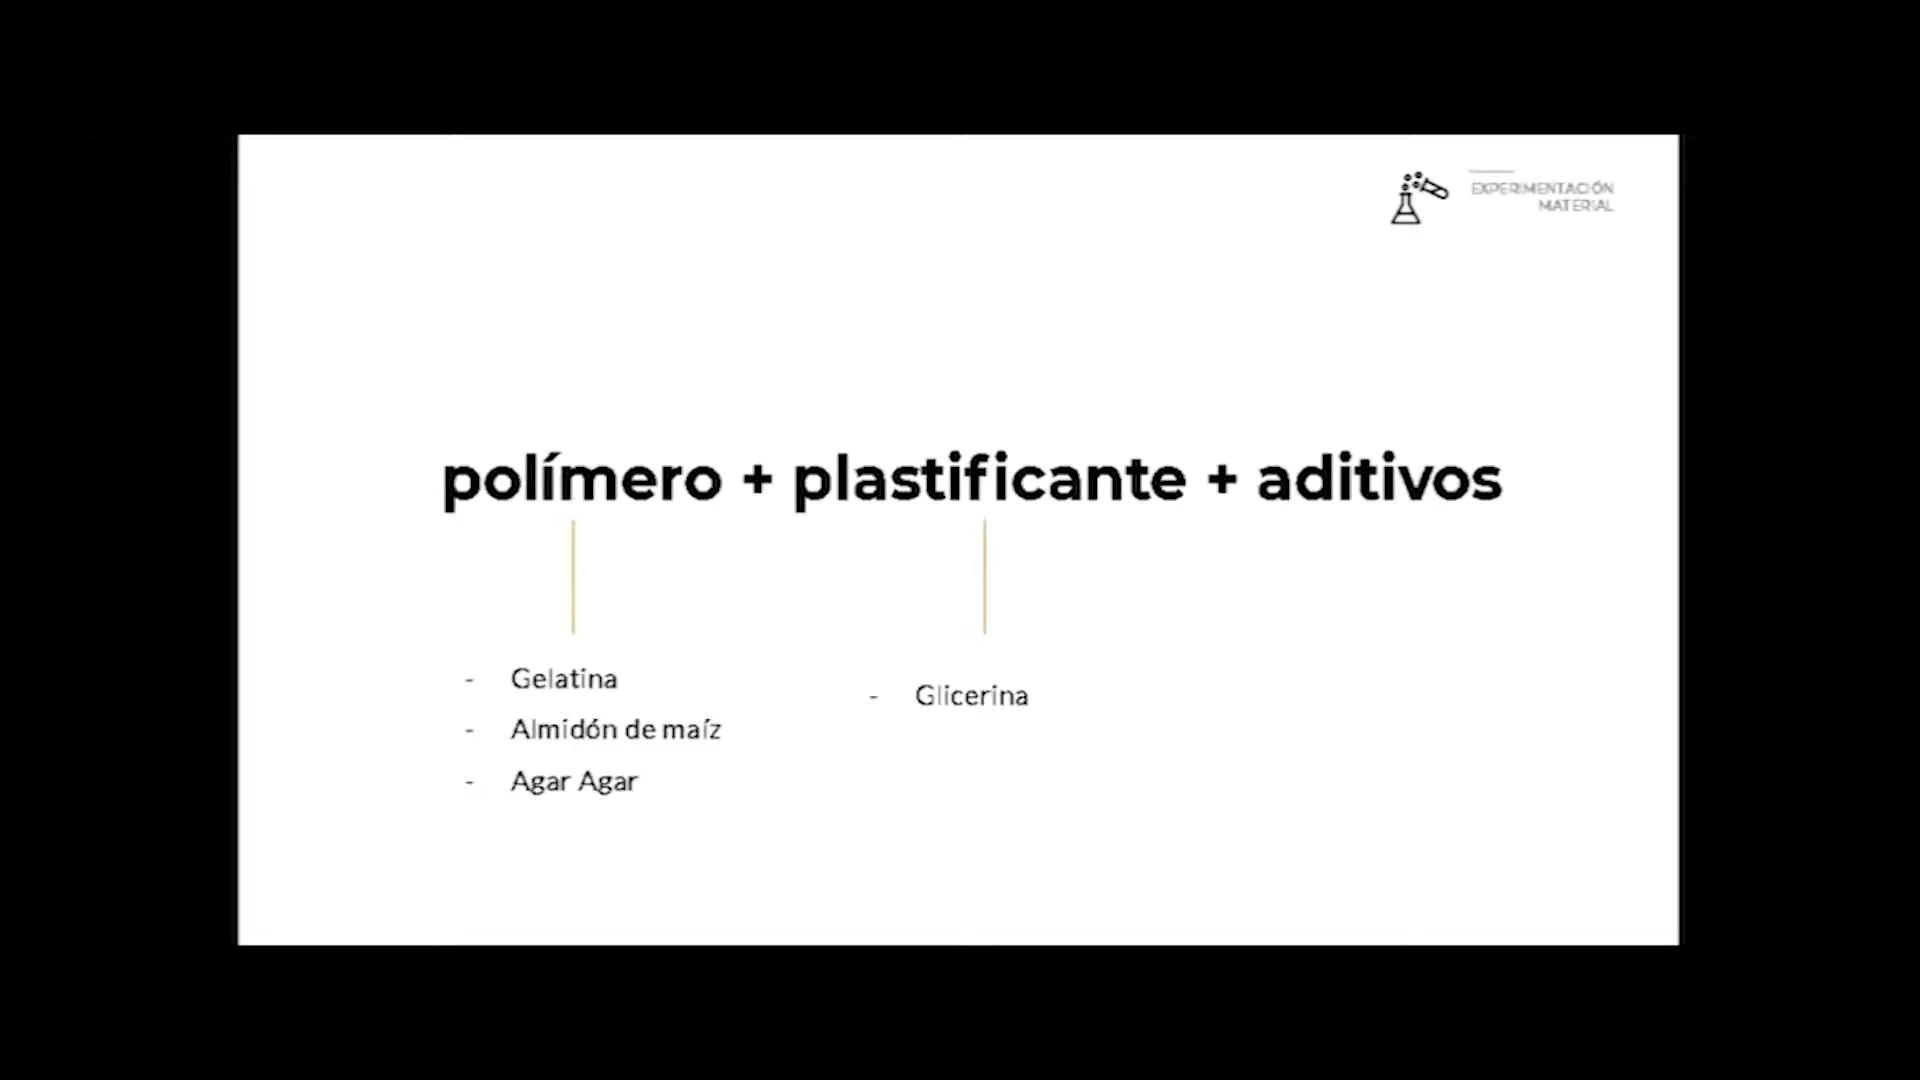 EXPERIMENTACIÓN
MATERIAL
polímero + plastificante + aditivos
- Gelatina
- Almidón de maíz
- Agar Agar
- Glicerina